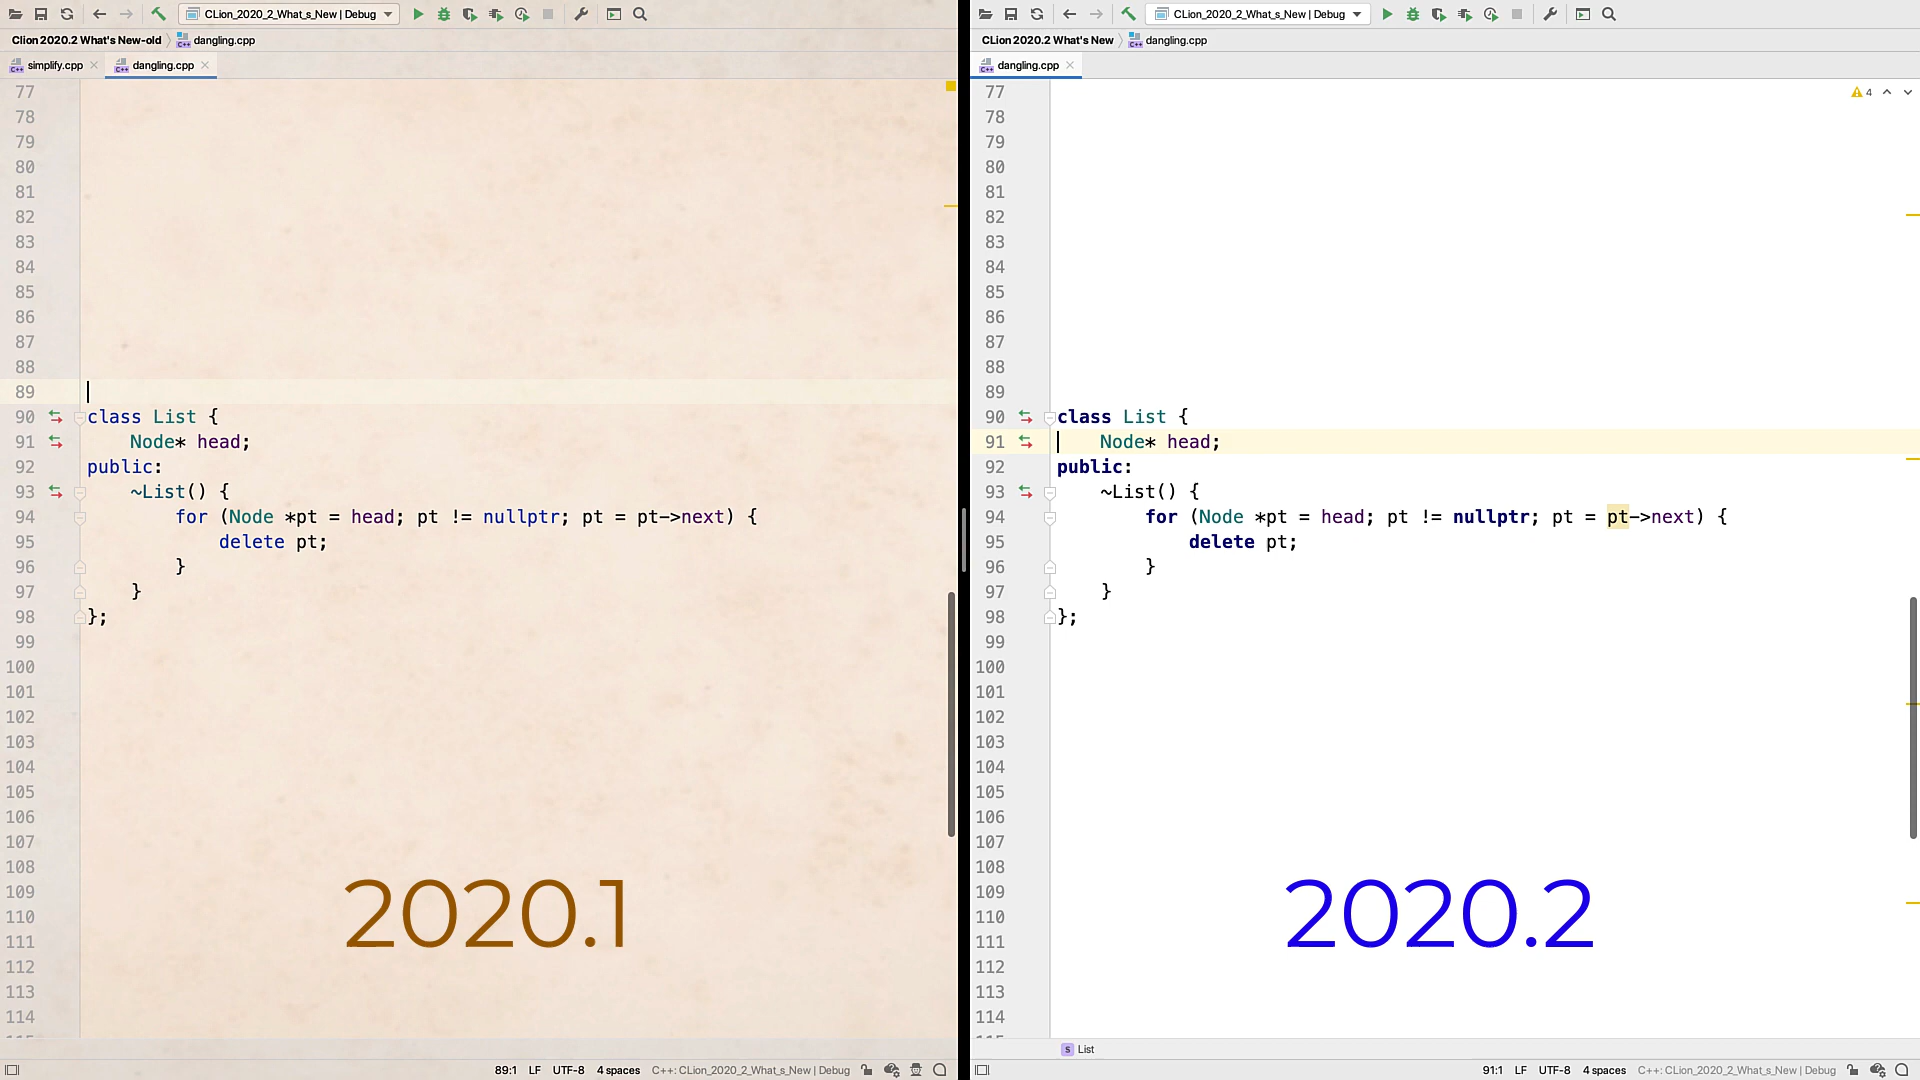 CLion_2020_2_What_s_New | Debug
Clion 2020.2 What's New-old
dangling.cpp
simplify.cpp
dangling.cpp
77
78
79
80
81
82
83
84
85
86
87
88
89
90 class List {
91     Node* head;
92 public:
93     ~List() {
94         for (Node *pt = head; pt != nullptr; pt = pt->next) {
95             delete pt;
96         }
97     }
98 };
99
100
101
102
103
104
105
106
107
108
109
110
111
112
113
114
2020.1
89:1 LF UTF-8 4 spaces C++: CLion_2020_2_What_s_New | Debug
CLion_2020_2_What_s_New | Debug
CLion 2020.2 What's New
dangling.cpp
dangling.cpp
4
77
78
79
80
81
82
83
84
85
86
87
88
89
90 class List {
91     Node* head;
92 public:
93     ~List() {
94         for (Node *pt = head; pt != nullptr; pt = pt->next) {
95             delete pt;
96         }
97     }
98 };
99
100
101
102
103
104
105
106
107
108
109
110
111
112
113
114
2020.2
S List
91:1 LF UTF-8 4 spaces C++: CLion_2020_2_What_s_New | Debug